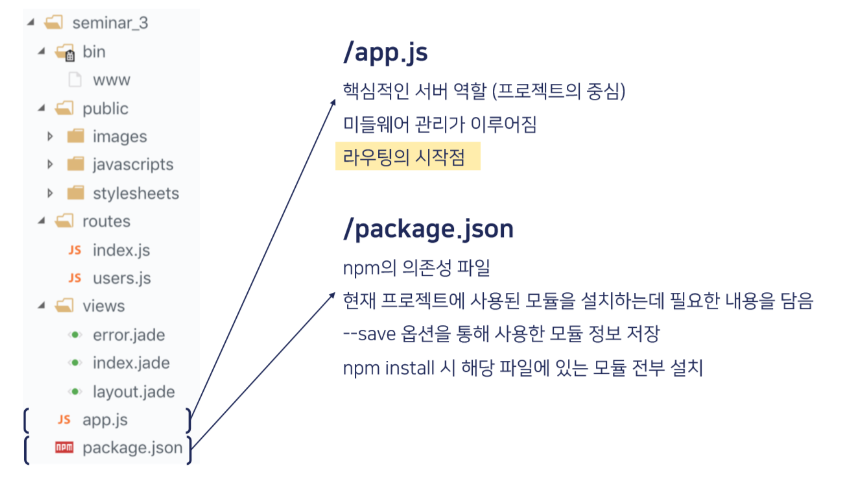 seminar_3
bin
www
public
images
javascripts
stylesheets
routes
JS index.js
JS users.js
views
error.jade
index.jade
layout.jade
JS app.js
npm package.json
/app.js
핵심적인 서버 역할 (프로젝트의 중심)
미들웨어 관리가 이루어짐
라우팅의 시작점
/package.json
npm의 의존성 파일
현재 프로젝트에 사용된 모듈을 설치하는데 필요한 내용을 담음
--save 옵션을 통해 사용한 모듈 정보 저장
npm install 시 해당 파일에 있는 모듈 전부 설치